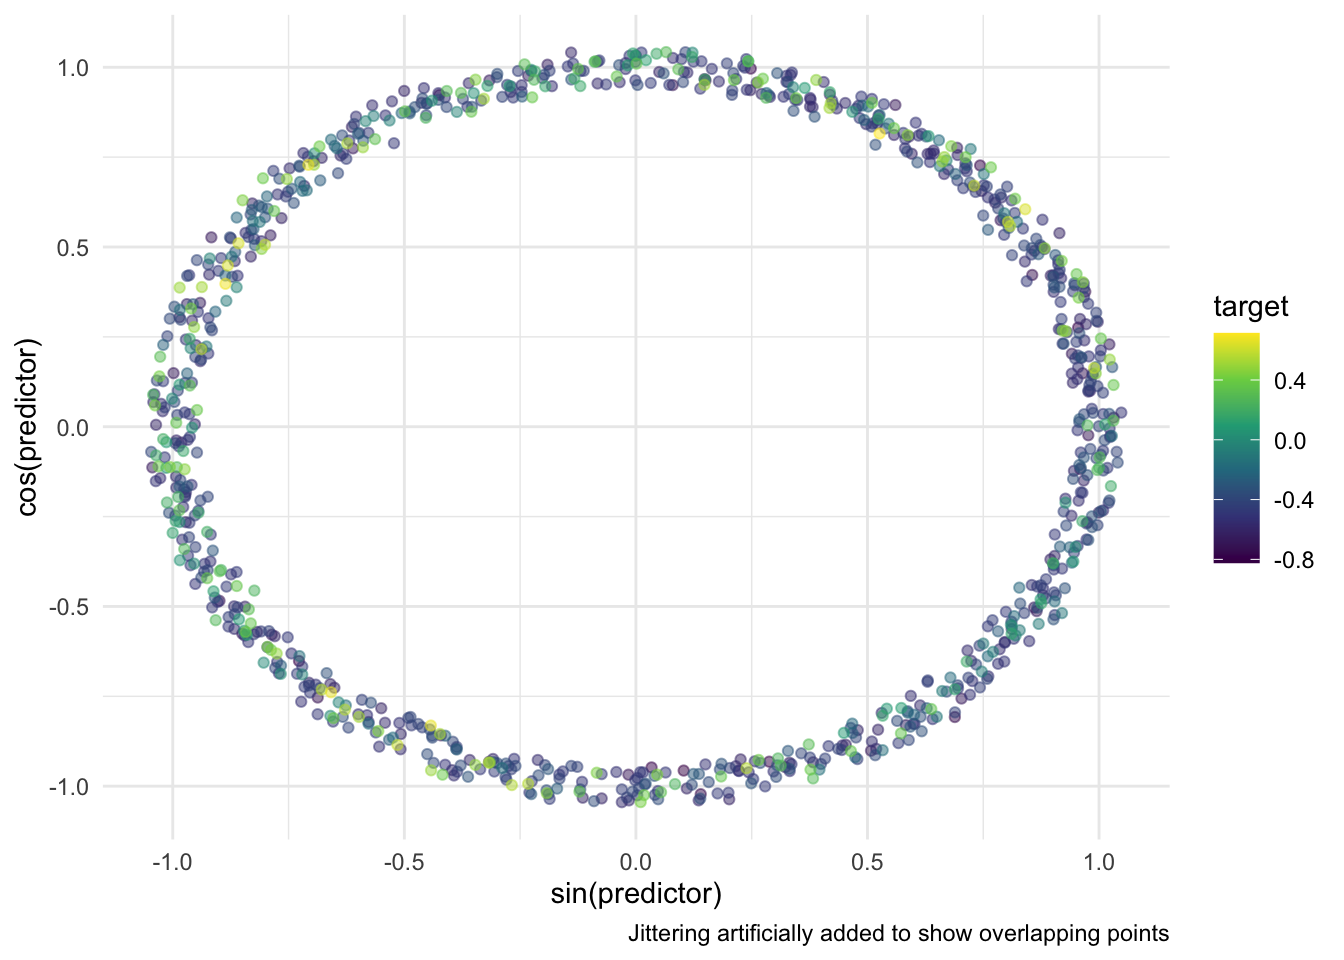 cos(predictor)
1.0
0.5
0.0
-0.5
-1.0
-1.0 -0.5 0.0 0.5 1.0
sin(predictor)
target
0.4
0.0
-0.4
-0.8
Jittering artificially added to show overlapping points